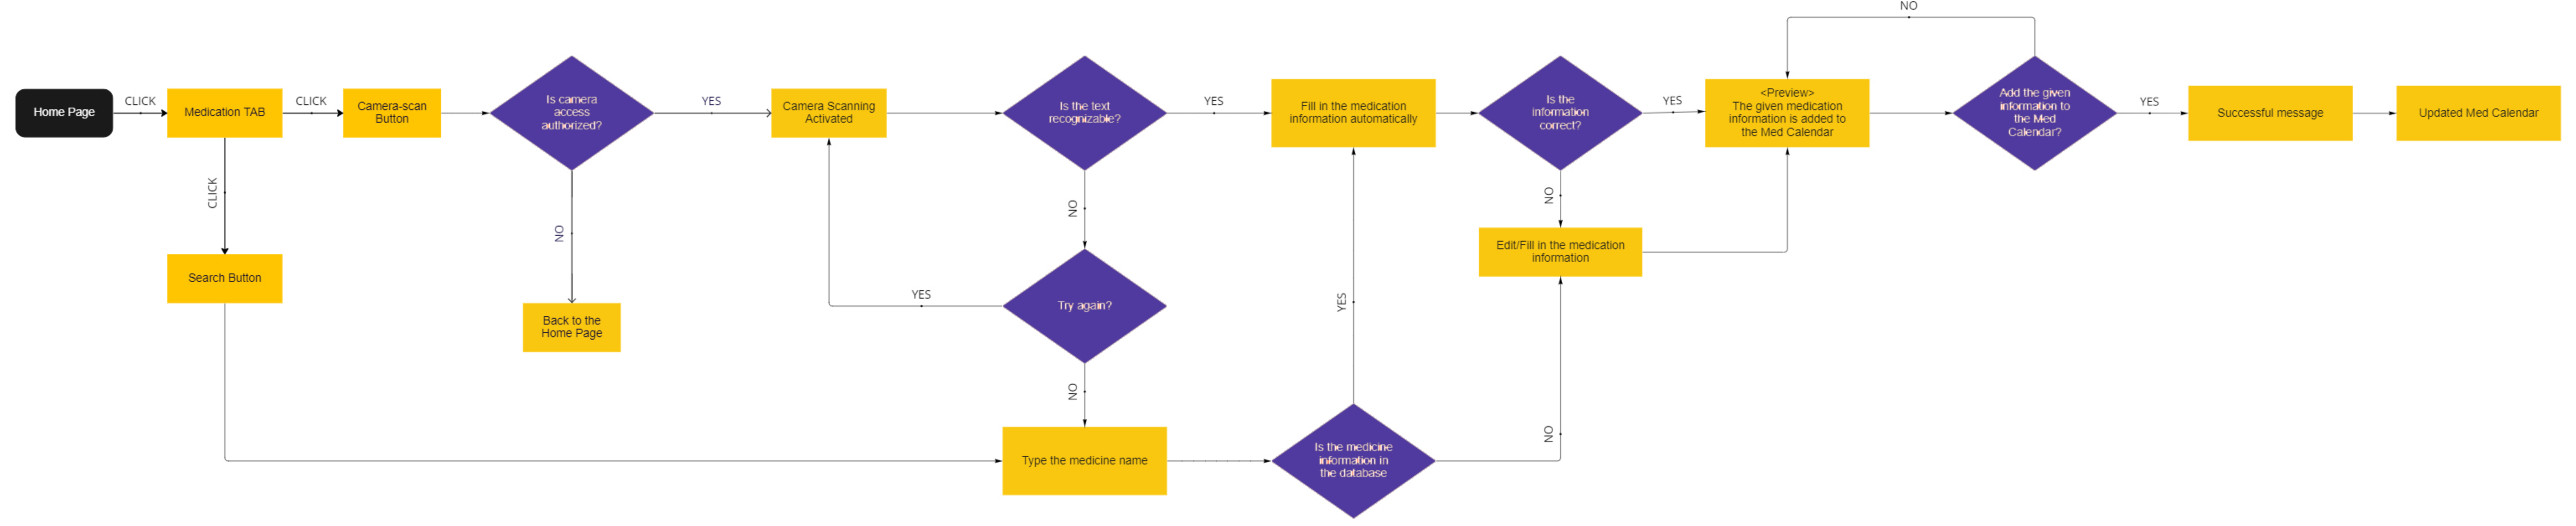 NO
Home Page
CLICK
Medication TAB
CLICK
Camera-scan
Button
Is camera
access
authorized?
YES
Camera Scanning
Activated
Is the text
recognizable?
YES
Fill in the medication
information automatically
Is the
information
correct?
YES
<Preview>
The given medication
information is added to
the Med Calendar
Add the given
information to
the Med
Calendar?
YES
Successful message
Updated Med Calendar
CLICK
NO
NO
NO
Search Button
Back to the
Home Page
YES
Try again?
YES
Edit/Fill in the medication
information
NO
NO
Type the medicine name
Is the medicine
information in
the database